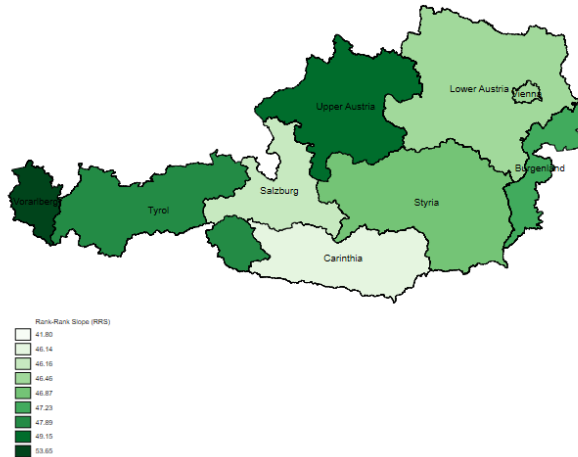 Lower Austria
Vienna
Upper Austria
Burgenland
Vorarlberg
Tyrol
Salzburg
Styria
Carinthia
Rank-Rank Slope (RRS)
41.80
46.14
46.16
46.46
46.87
47.23
47.89
49.15
53.65